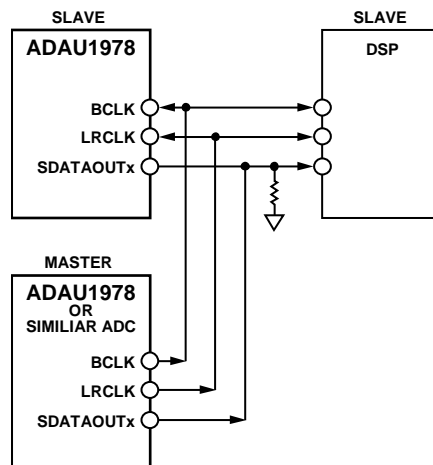 SLAVE
ADAU1978
BCLK
LRCLK
SDATAOUTx
SLAVE
DSP
MASTER
ADAU1978
OR
SIMILIAR ADC
BCLK
LRCLK
SDATAOUTx